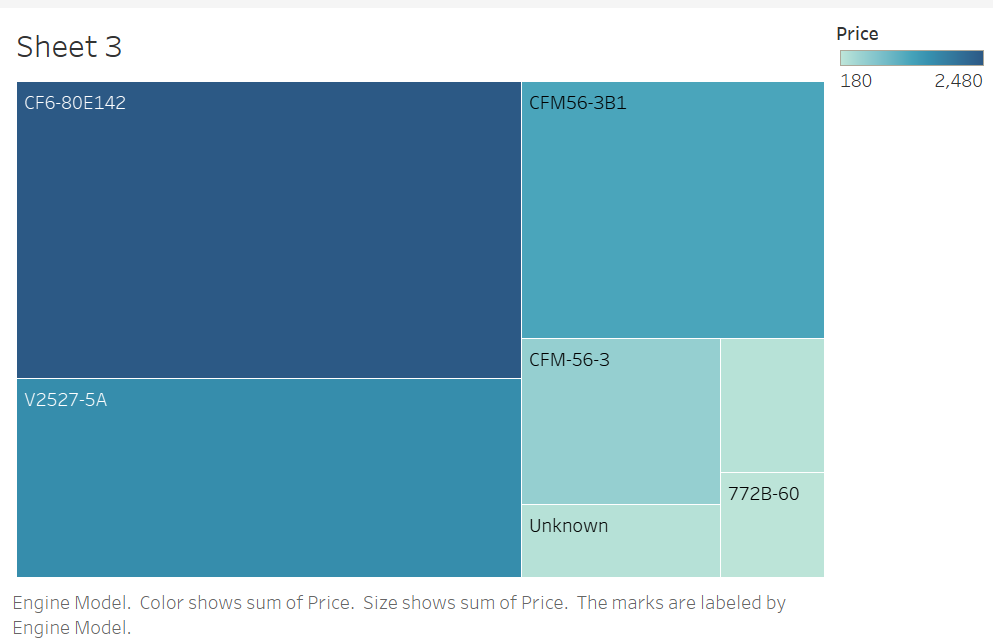 Sheet 3
Price
180 2,480
CF6-80E142
CFM56-3B1
CFM-56-3
V2527-5A
772B-60
Unknown
Engine Model. Color shows sum of Price. Size shows sum of Price. The marks are labeled by
Engine Model.